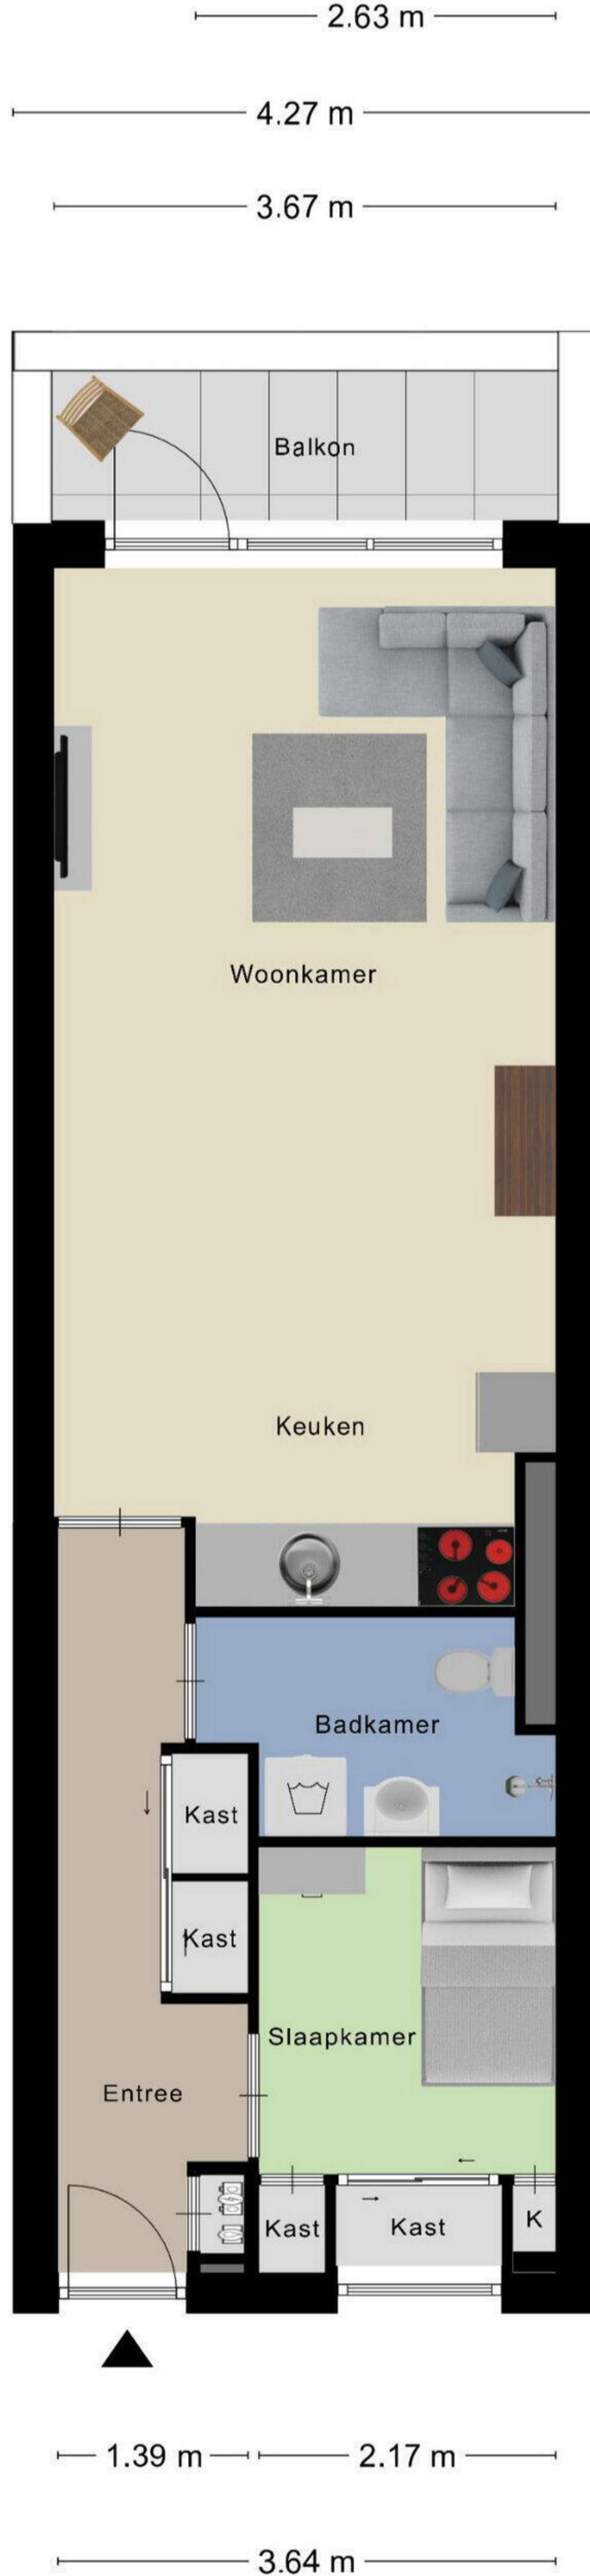 2.63 m
4.27 m
3.67 m
Balkon
Woonkamer
Keuken
Badkamer
Kast
Kast
Slaapkamer
Entree
Kast
Kast
K
1.39 m
2.17 m
3.64 m